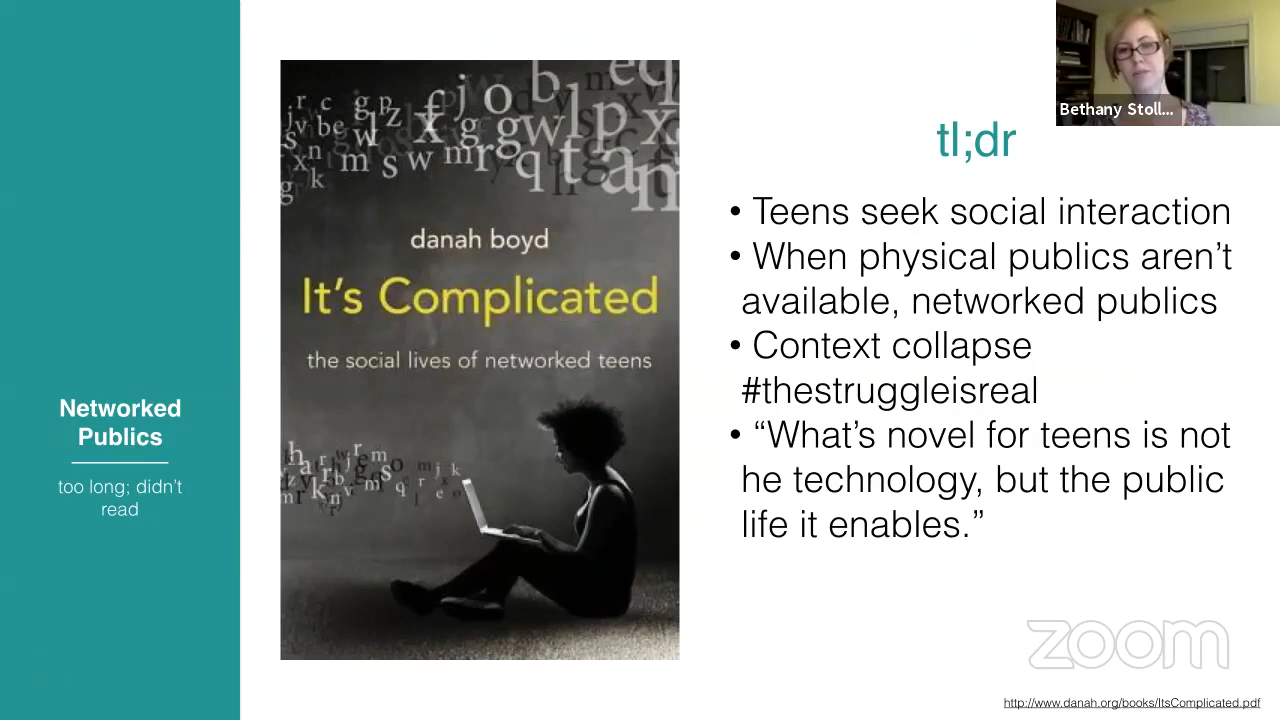 Networked
Publics
too long; didn't
read
danah boyd
It's Complicated
the social lives of networked teens
Bethany Stoll...
tl;dr
• Teens seek social interaction
• When physical publics aren't
available, networked publics
• Context collapse
#thestruggleisreal
• “What's novel for teens is not
he technology, but the public
life it enables.”
zoom
http://www.danah.org/books/ItsComplicated.pdf